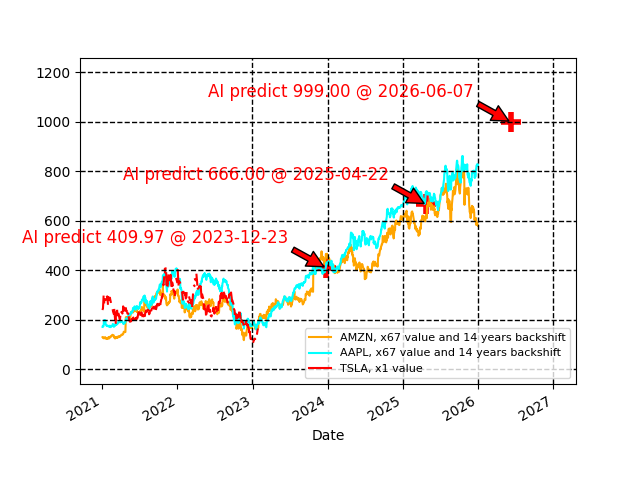 1200
1000
800
600
400
200
0
AI predict 999.00 @ 2026-06-07
AI predict 666.00 @ 2025-04-22
AI predict 409.97 @ 2023-12-23
AMZN, x67 value and 14 years backshift
AAPL, x67 value and 14 years backshift
TSLA, x1 value
2021 2022 2023 2024 2025 2026 2027
Date